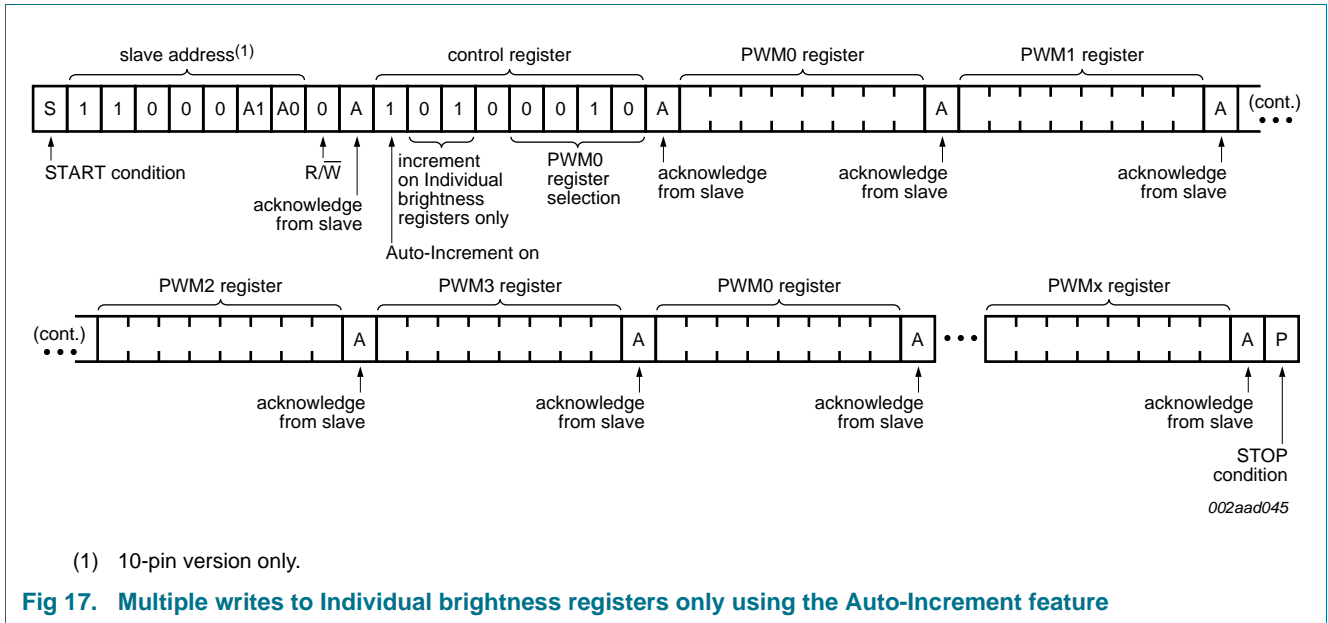 slave address(1) control register PWM0 register PWM1 register
S 1 1 0 0 0 A1 A0 0 A 1 0 1 0 0 0 1 0 A A A (cont.)
START condition R/W̅ increment on Individual brightness registers only PWM0 register selection acknowledge from slave acknowledge from slave acknowledge from slave
acknowledge from slave
Auto-Increment on
PWM2 register PWM3 register PWM0 register PWMx register
(cont.) A A A A P
acknowledge from slave acknowledge from slave acknowledge from slave acknowledge from slave
STOP condition
002aad045
(1) 10-pin version only.
Fig 17. Multiple writes to Individual brightness registers only using the Auto-Increment feature